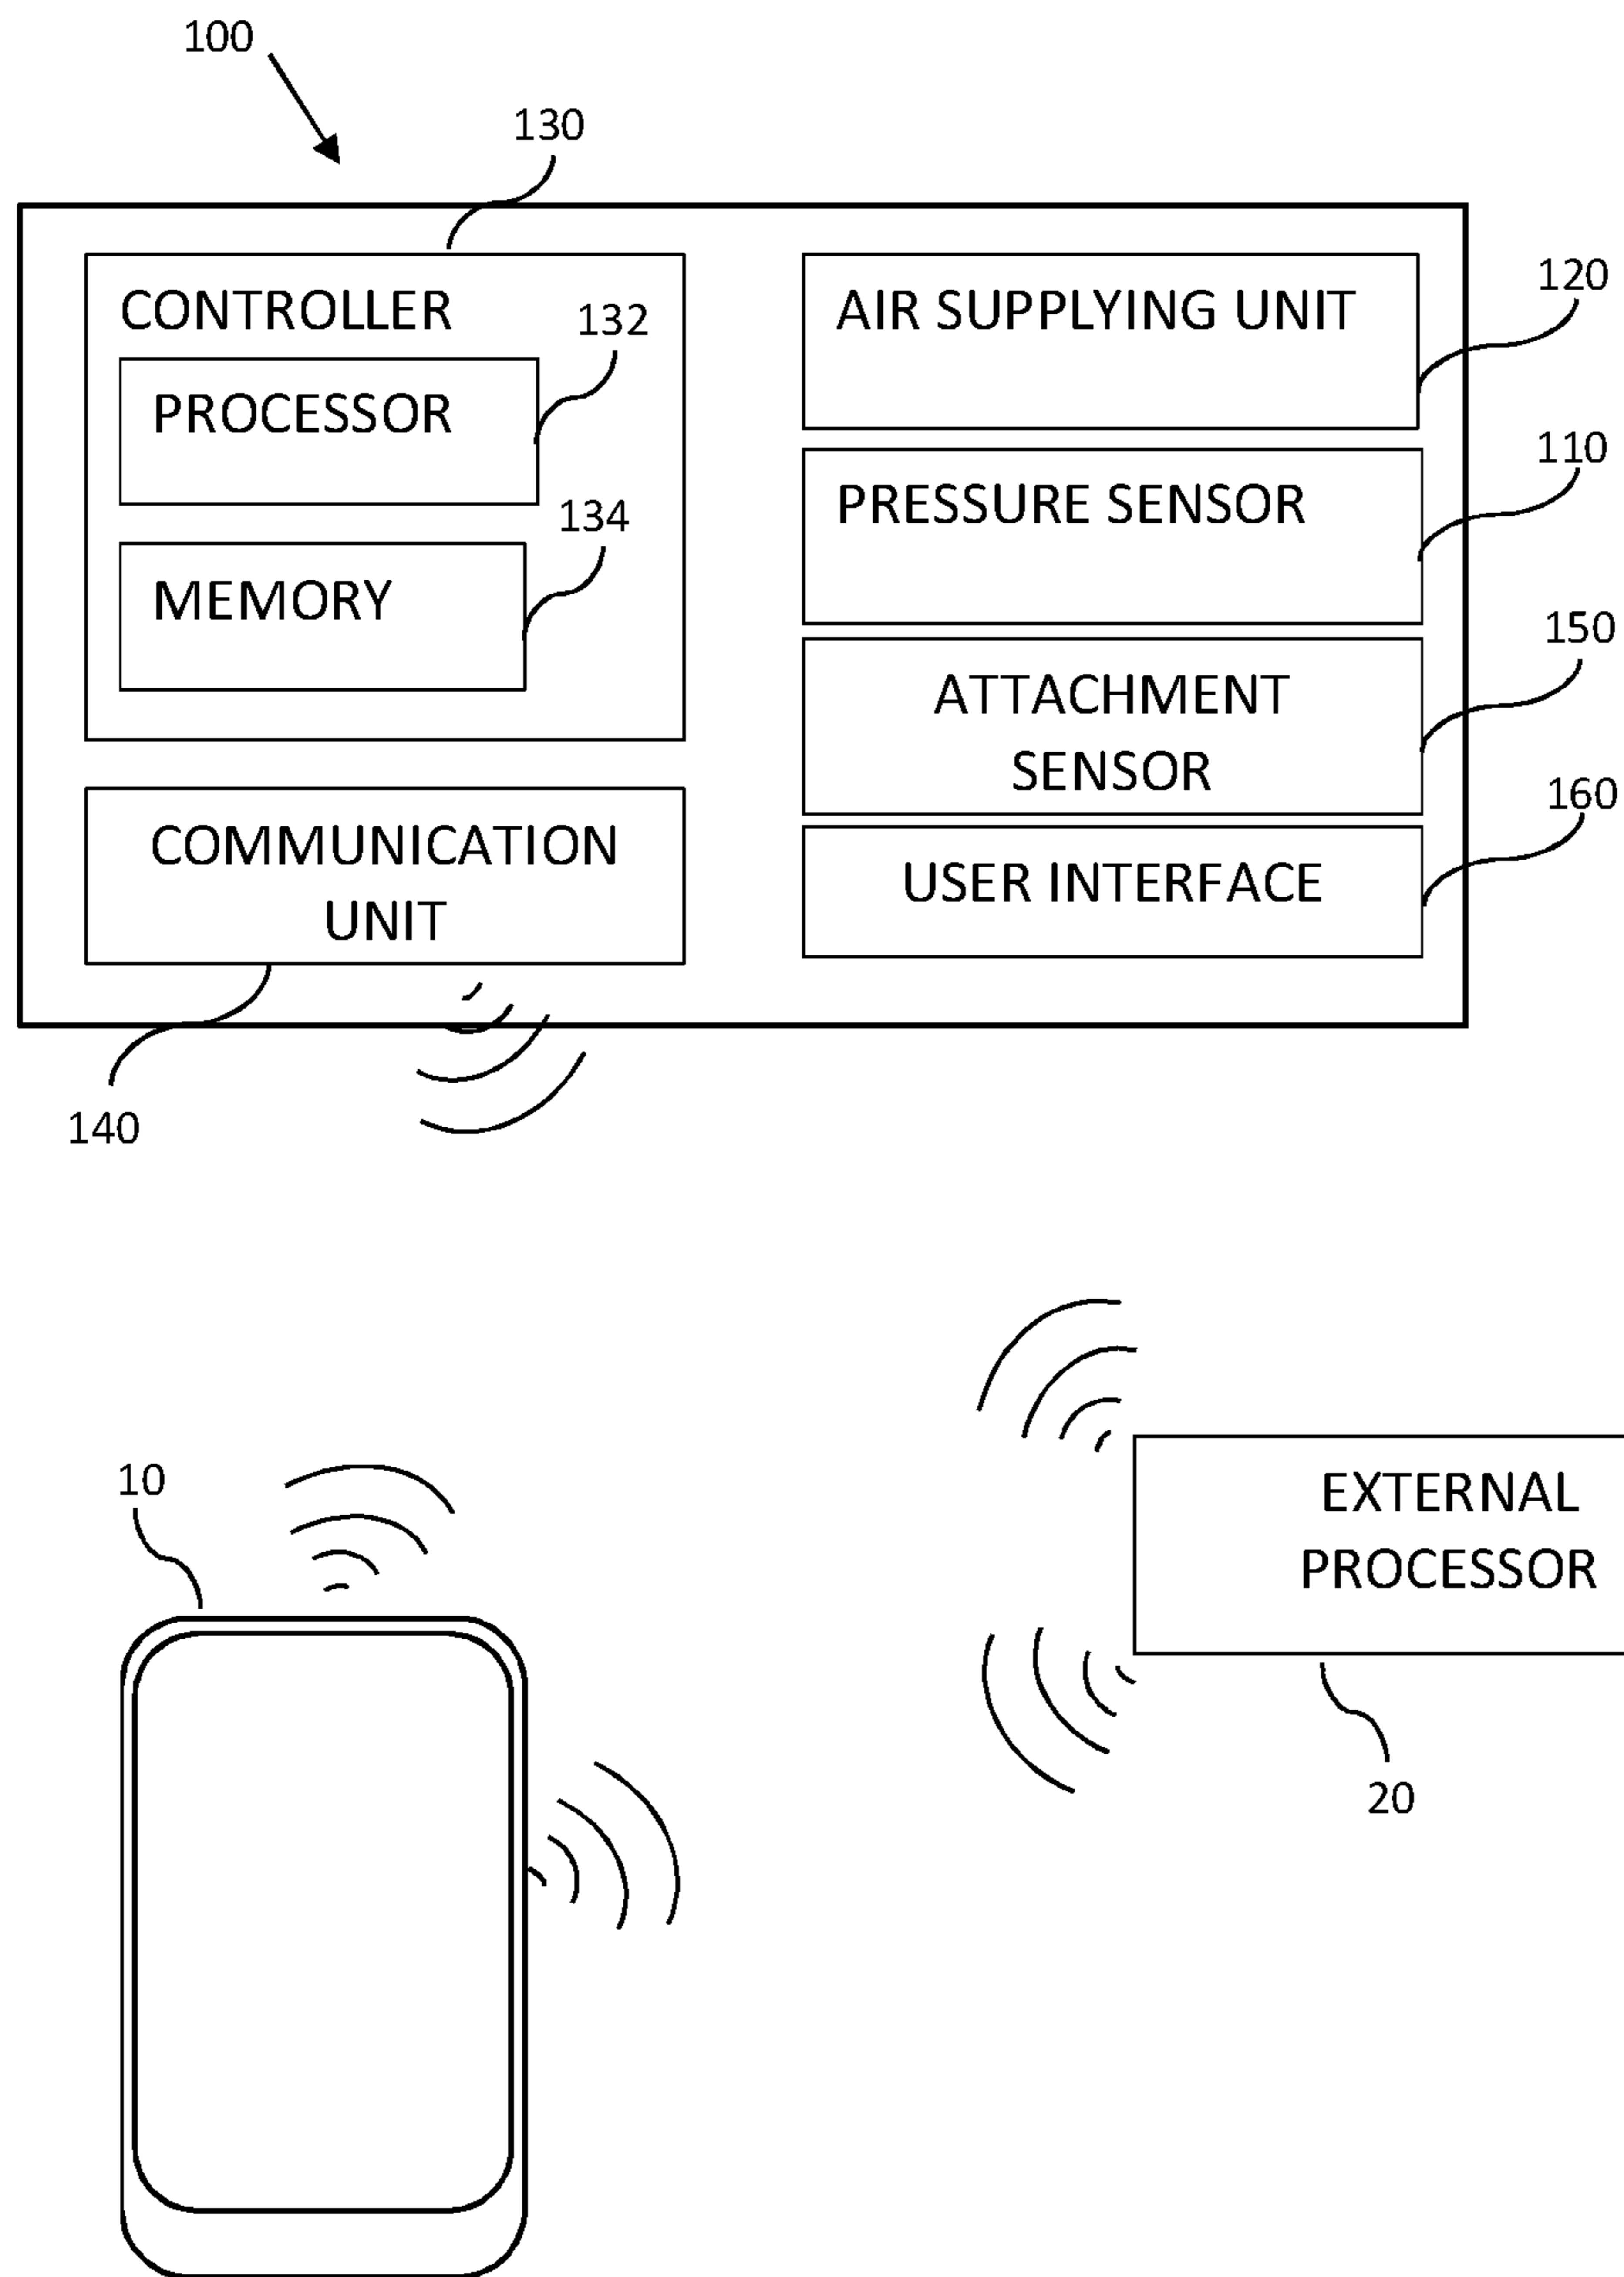 100
130
CONTROLLER
132
PROCESSOR
134
MEMORY
COMMUNICATION
UNIT
140
AIR SUPPLYING UNIT
120
PRESSURE SENSOR
110
ATTACHMENT
SENSOR
150
USER INTERFACE
160
10
EXTERNAL
PROCESSOR
20